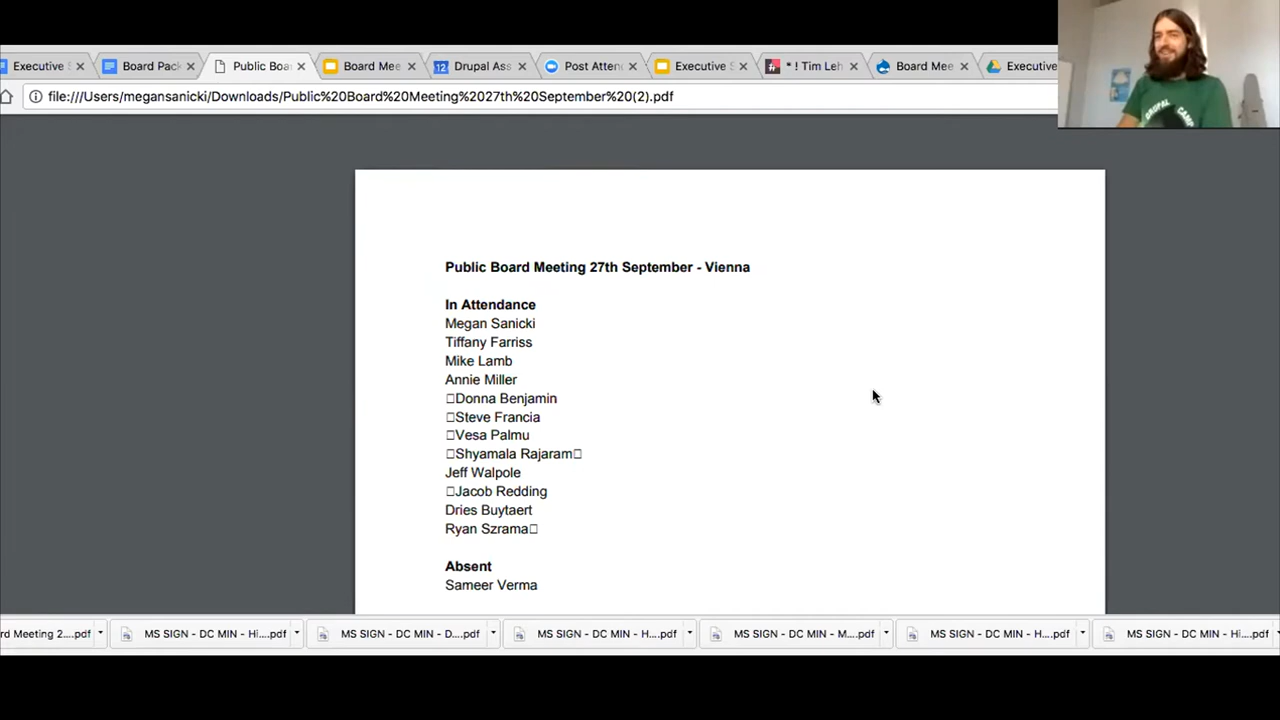 Executive
Board Pack
Public Boa
Board Mee
Drupal Ass
Post Atten
Executive S
* ! Tim Leh
Board Mee
Executive
file:///Users/megansanicki/Downloads/Public%20Board%20Meeting%2027th%20September%20(2).pdf
DRUPAL CAMP
Public Board Meeting 27th September - Vienna
In Attendance
Megan Sanicki
Tiffany Farriss
Mike Lamb
Annie Miller
□Donna Benjamin
□Steve Francia
□Vesa Palmu
□Shyamala Rajaram□
Jeff Walpole
□Jacob Redding
Dries Buytaert
Ryan Szrama□
Absent
Sameer Verma
rd Meeting 2....pdf
MS SIGN - DC MIN - Hi....pdf
MS SIGN - DC MIN - D....pdf
MS SIGN - DC MIN - H....pdf
MS SIGN - DC MIN - M....pdf
MS SIGN - DC MIN - H....pdf
MS SIGN - DC MIN - Hi....pdf